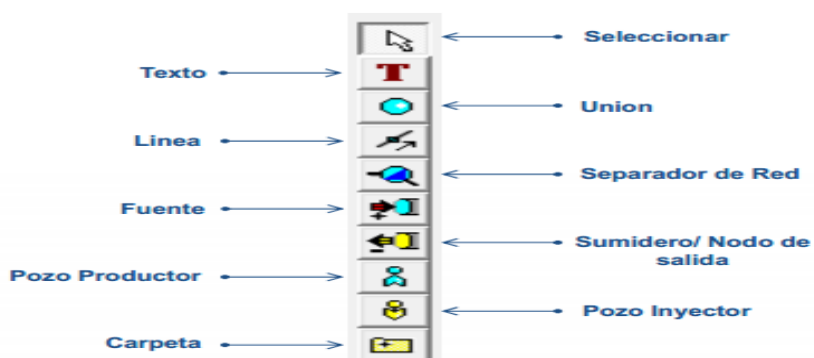 Seleccionar
Texto
T
Union
Linea
Separador de Red
Fuente
Sumidero/ Nodo de
salida
Pozo Productor
Pozo Inyector
Carpeta